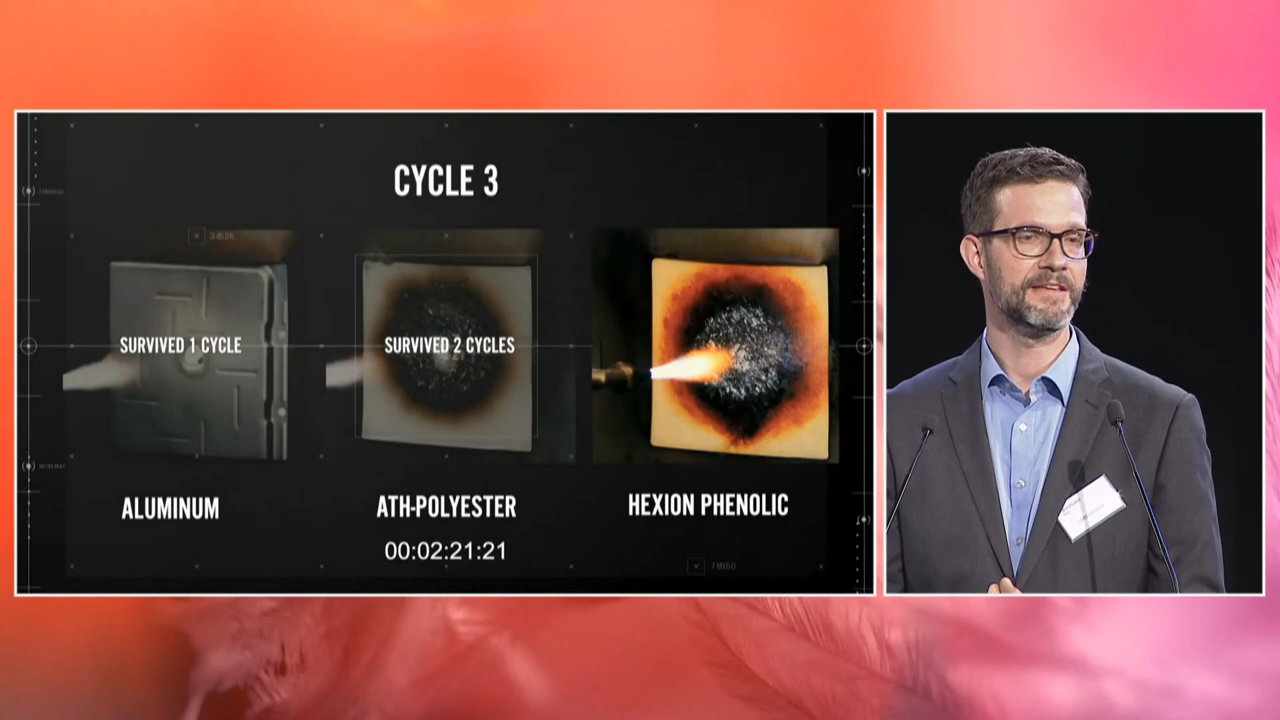 CYCLE 3
SURVIVED 1 CYCLE
SURVIVED 2 CYCLES
ALUMINUM
ATH-POLYESTER
HEXION PHENOLIC
00:02:21:21